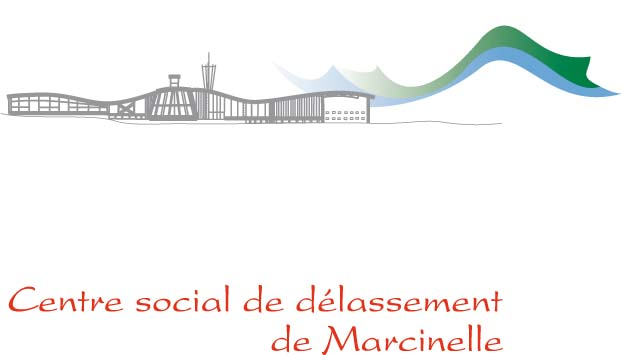 Centre social de délassement
de Marcinelle